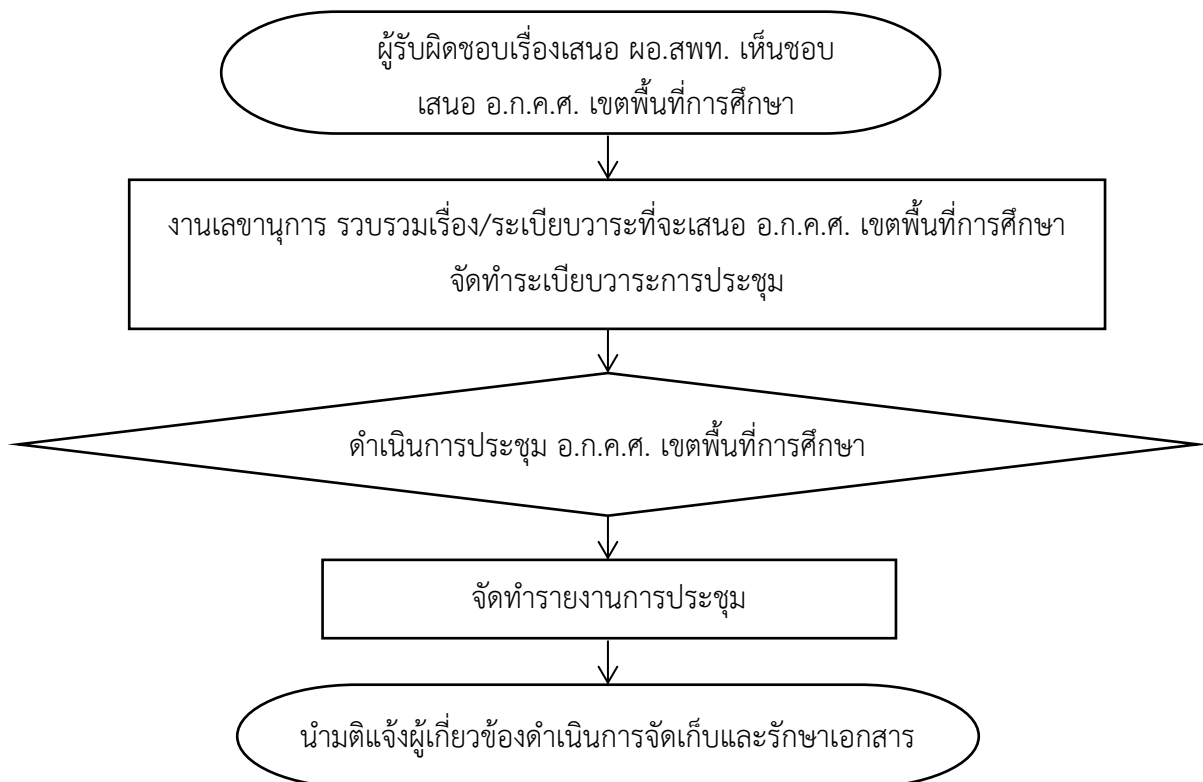 ผู้รับผิดชอบเรื่องเสนอ ผอ.สพท. เห็นชอบ
เสนอ อ.ก.ค.ศ. เขตพื้นที่การศึกษา
งานเลขานุการ รวบรวมเรื่อง/ระเบียบวาระที่จะเสนอ อ.ก.ค.ศ. เขตพื้นที่การศึกษา
จัดทำระเบียบวาระการประชุม
ดำเนินการประชุม อ.ก.ค.ศ. เขตพื้นที่การศึกษา
จัดทำรายงานการประชุม
นำมติแจ้งผู้เกี่ยวข้องดำเนินการจัดเก็บและรักษาเอกสาร